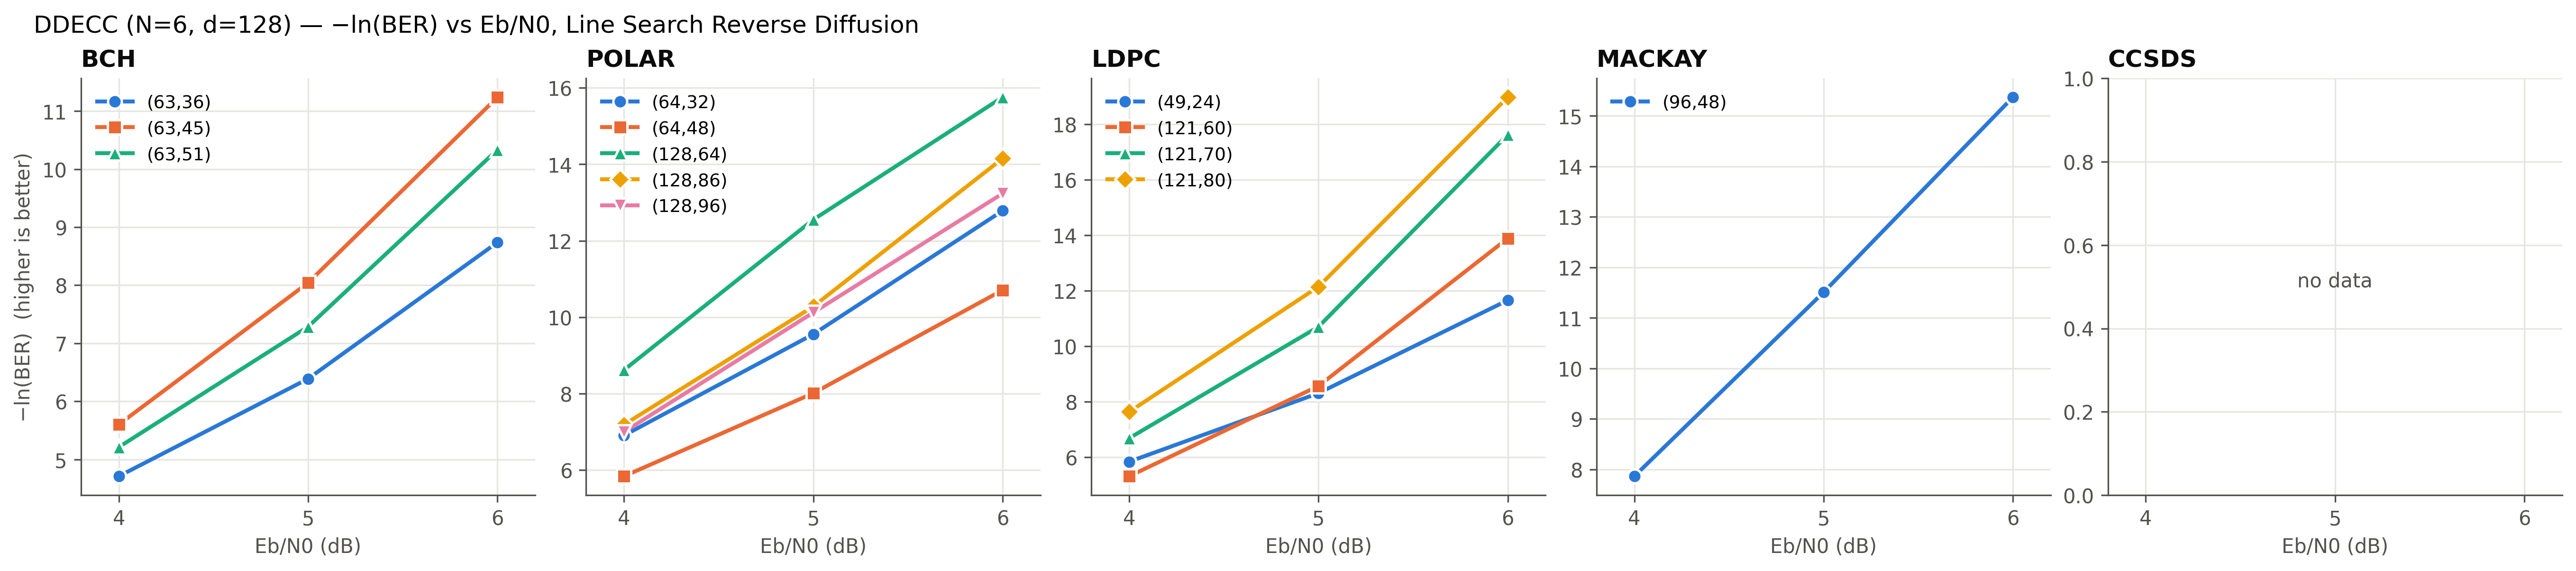 DDECC (N=6, d=128) — −ln(BER) vs Eb/N0, Line Search Reverse Diffusion
BCH
−ln(BER) (higher is better)
11
10
9
8
7
6
5
(63,36)
(63,45)
(63,51)
4 5 6
Eb/N0 (dB)
POLAR
16
14
12
10
8
6
(64,32)
(64,48)
(128,64)
(128,86)
(128,96)
4 5 6
Eb/N0 (dB)
LDPC
18
16
14
12
10
8
6
(49,24)
(121,60)
(121,70)
(121,80)
4 5 6
Eb/N0 (dB)
MACKAY
15
14
13
12
11
10
9
8
(96,48)
4 5 6
Eb/N0 (dB)
CCSDS
1.0
0.8
0.6
0.4
0.2
0.0
no data
4 5 6
Eb/N0 (dB)